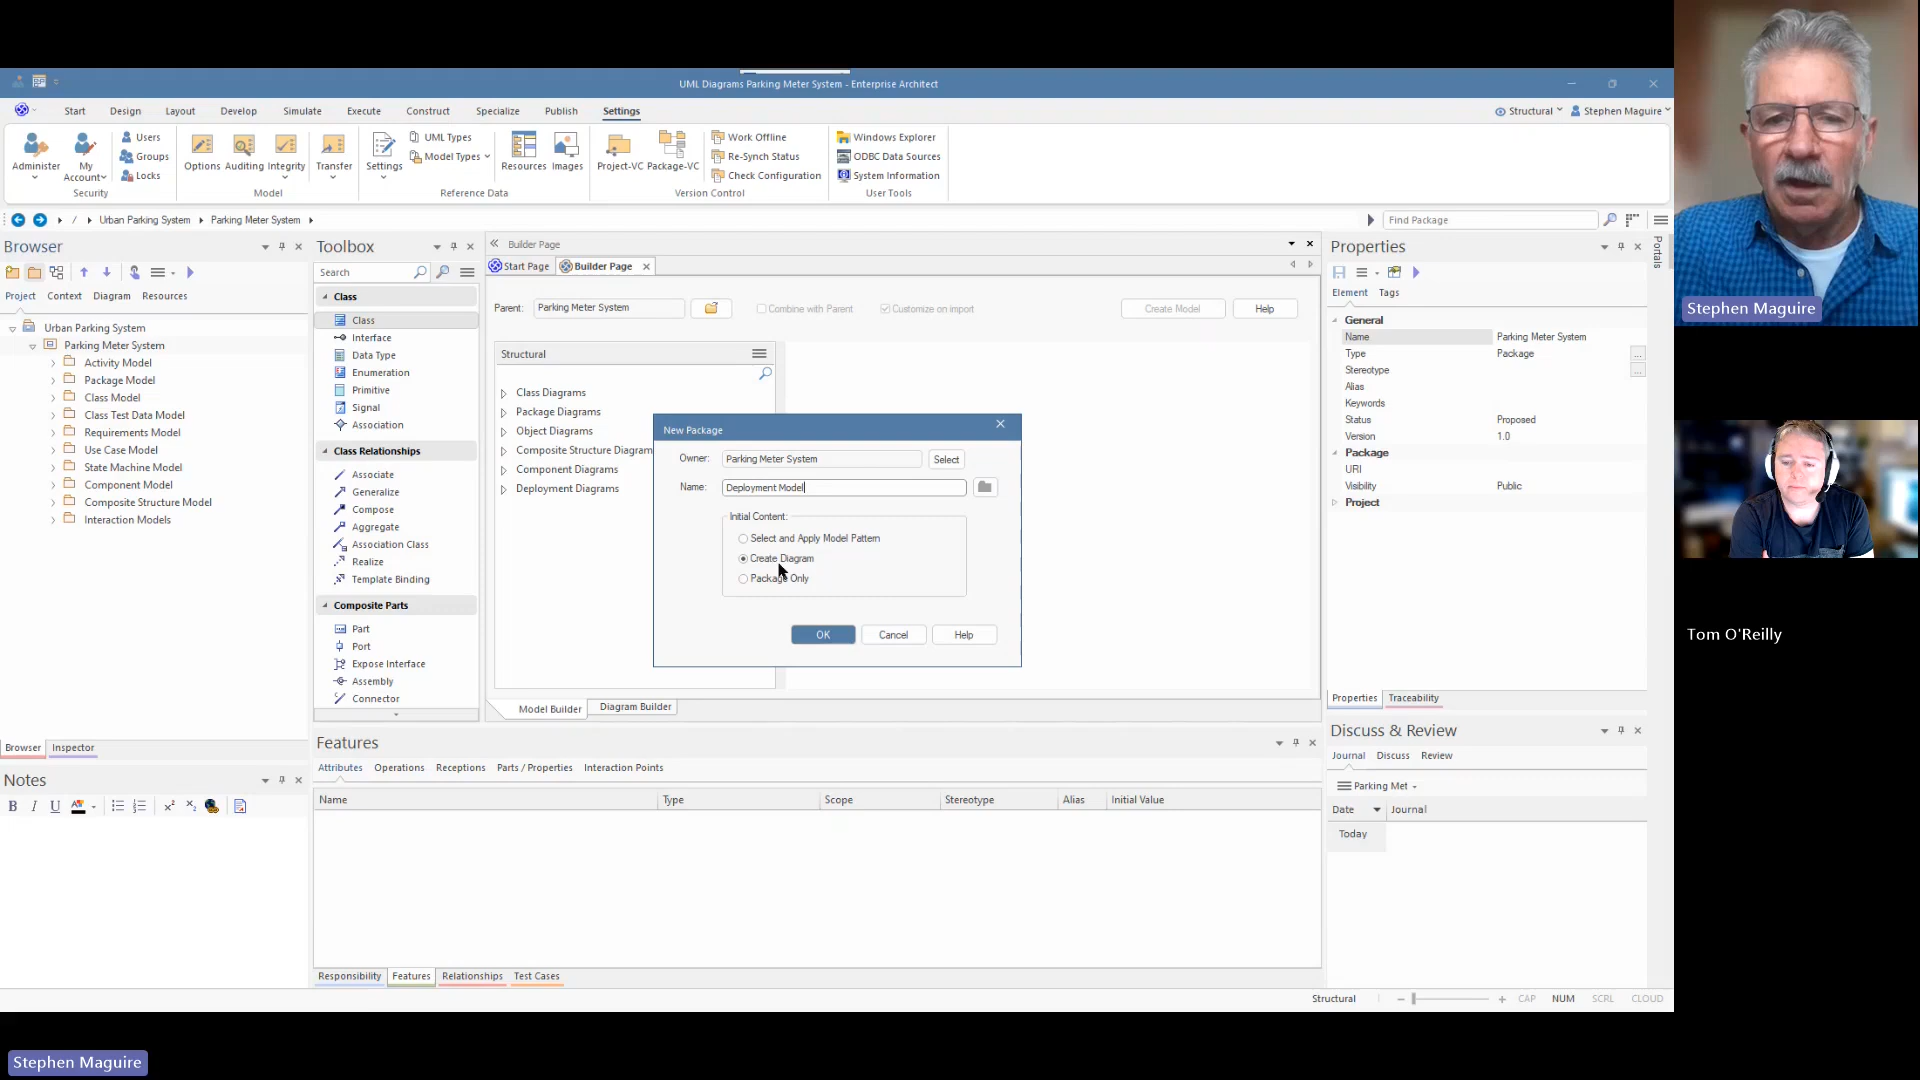 UML Diagrams Parking Meter System - Enterprise Architect
Start Design Layout Develop Simulate Execute Construct Specialize Publish Settings
Structural Stephen Maguire
Administer
My Account
Users
Groups
Locks
Security
Options Auditing Integrity
Model
Transfer
Settings
UML Types
Model Types
Resources Images
Reference Data
Project-VC Package-VC
Work Offline
Re-Synch Status
Check Configuration
Version Control
Windows Explorer
ODBC Data Sources
System Information
User Tools
/ Urban Parking System Parking Meter System
Find Package
Browser
Project Context Diagram Resources
Urban Parking System
Parking Meter System
Activity Model
Package Model
Class Model
Class Test Data Model
Requirements Model
Use Case Model
State Machine Model
Component Model
Composite Structure Model
Interaction Models
Browser Inspector
Notes
B I U
Toolbox
Search
Class
Class
Interface
Data Type
Enumeration
Primitive
Signal
Association
Class Relationships
Associate
Generalize
Compose
Aggregate
Association Class
Realize
Template Binding
Composite Parts
Part
Port
Expose Interface
Assembly
Connector
Builder Page
Start Page Builder Page
Parent: Parking Meter System Combine with Parent Customize on import Create Model Help
Structural
Class Diagrams
Package Diagrams
Object Diagrams
Composite Structure Diagram
Component Diagrams
Deployment Diagrams
New Package
Owner: Parking Meter System Select
Name: Deployment Model
Initial Content:
Select and Apply Model Pattern
Create Diagram
Package Only
OK Cancel Help
Model Builder Diagram Builder
Features
Attributes Operations Receptions Parts / Properties Interaction Points
Name Type Scope Stereotype Alias Initial Value
Responsibility Features Relationships Test Cases
Properties
Element Tags
General
Name Parking Meter System
Type Package ...
Stereotype ...
Alias
Keywords
Status Proposed
Version 1.0
Package
URI
Visibility Public
Project
Properties Traceability
Discuss & Review
Journal Discuss Review
Parking Met
Date Journal
Today
Portals
Structural CAP NUM SCRL CLOUD
Stephen Maguire
Tom O'Reilly
Stephen Maguire